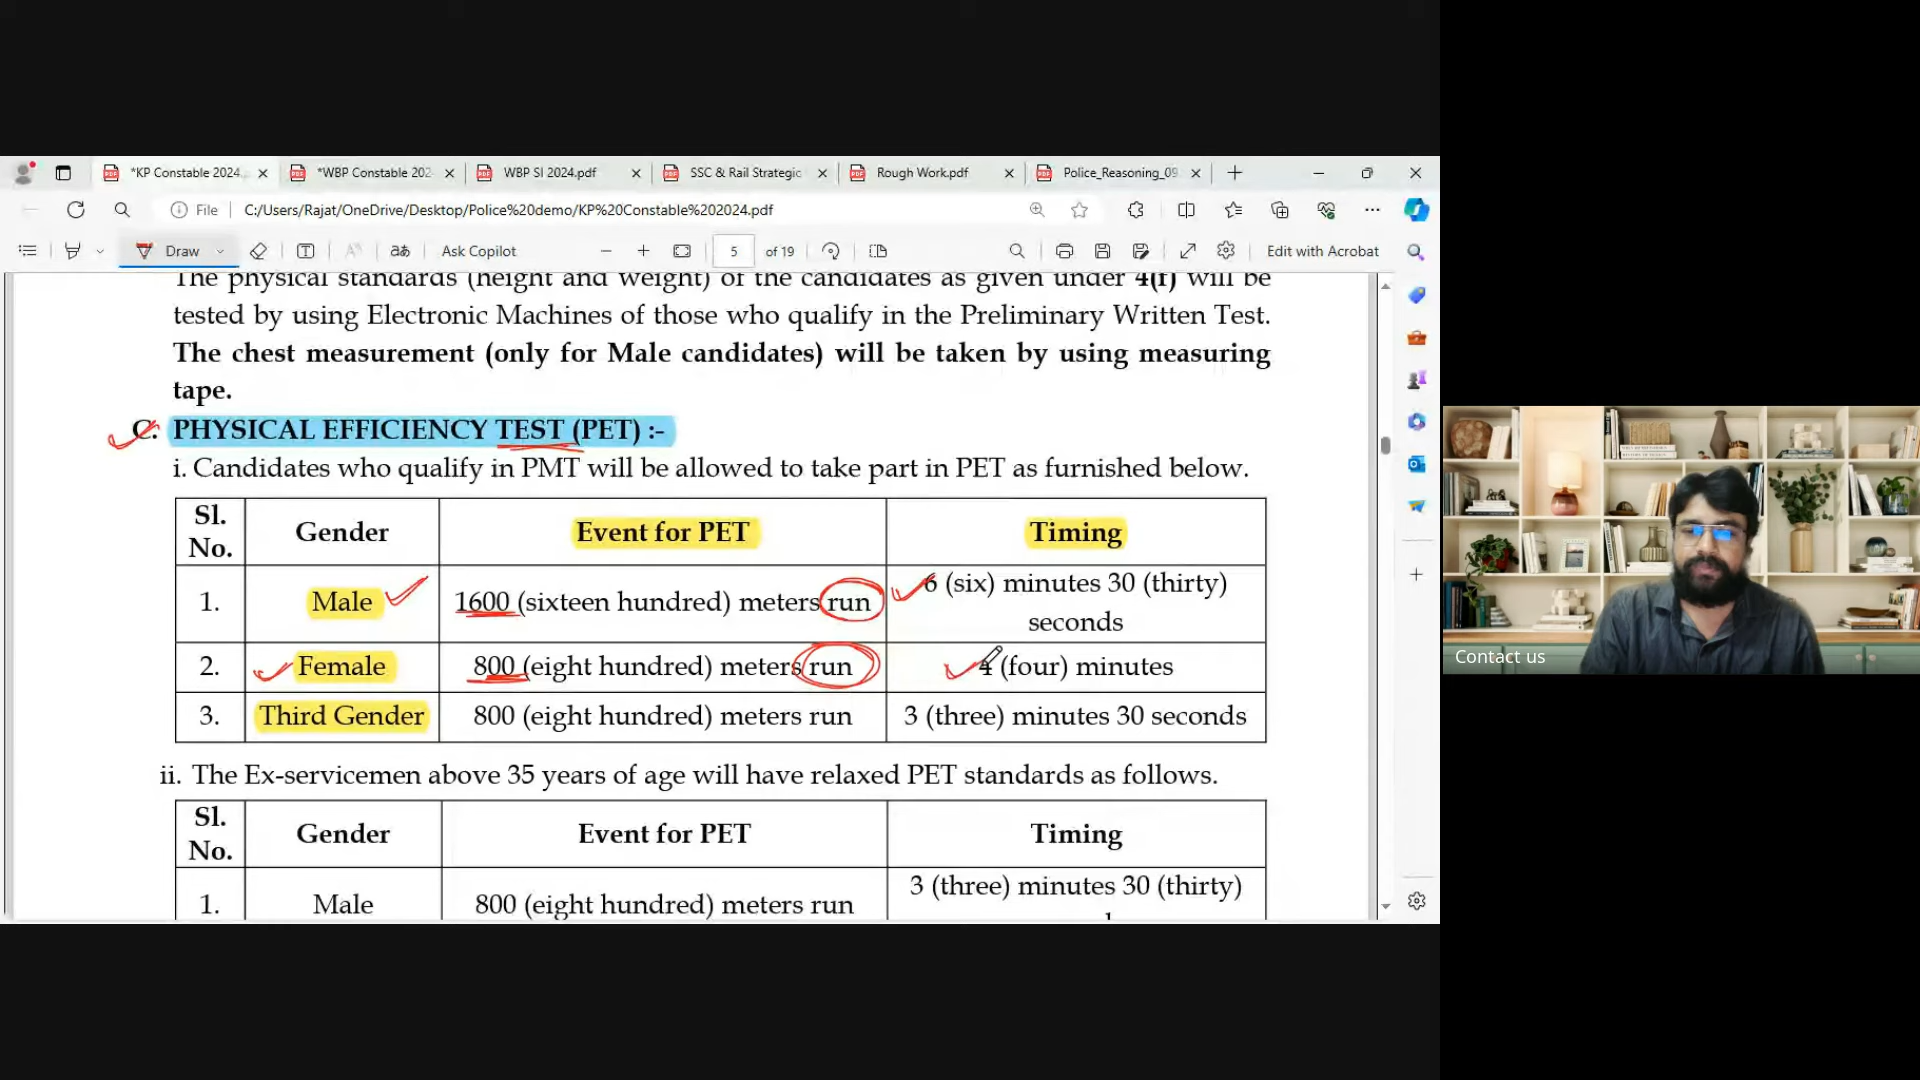 *KP Constable 2024
*WBP Constable 202
WBP SI 2024.pdf
SSC & Rail Strategic
Rough Work.pdf
Police_Reasoning_09
File
C:/Users/Rajat/OneDrive/Desktop/Police%20demo/KP%20Constable%202024.pdf
Draw
Ask Copilot
5
of 19
Edit with Acrobat
The physical standards (height and weight) of the candidates as given under 4(f) will be
tested by using Electronic Machines of those who qualify in the Preliminary Written Test.
The chest measurement (only for Male candidates) will be taken by using measuring
tape.
C. PHYSICAL EFFICIENCY TEST (PET) :-
i. Candidates who qualify in PMT will be allowed to take part in PET as furnished below.
Sl.
No.
Gender
Event for PET
Timing
1.
Male
1600 (sixteen hundred) meters run
6 (six) minutes 30 (thirty)
seconds
2.
Female
800 (eight hundred) meters run
4 (four) minutes
3.
Third Gender
800 (eight hundred) meters run
3 (three) minutes 30 seconds
ii. The Ex-servicemen above 35 years of age will have relaxed PET standards as follows.
Sl.
No.
Gender
Event for PET
Timing
1.
Male
800 (eight hundred) meters run
3 (three) minutes 30 (thirty)
Contact us